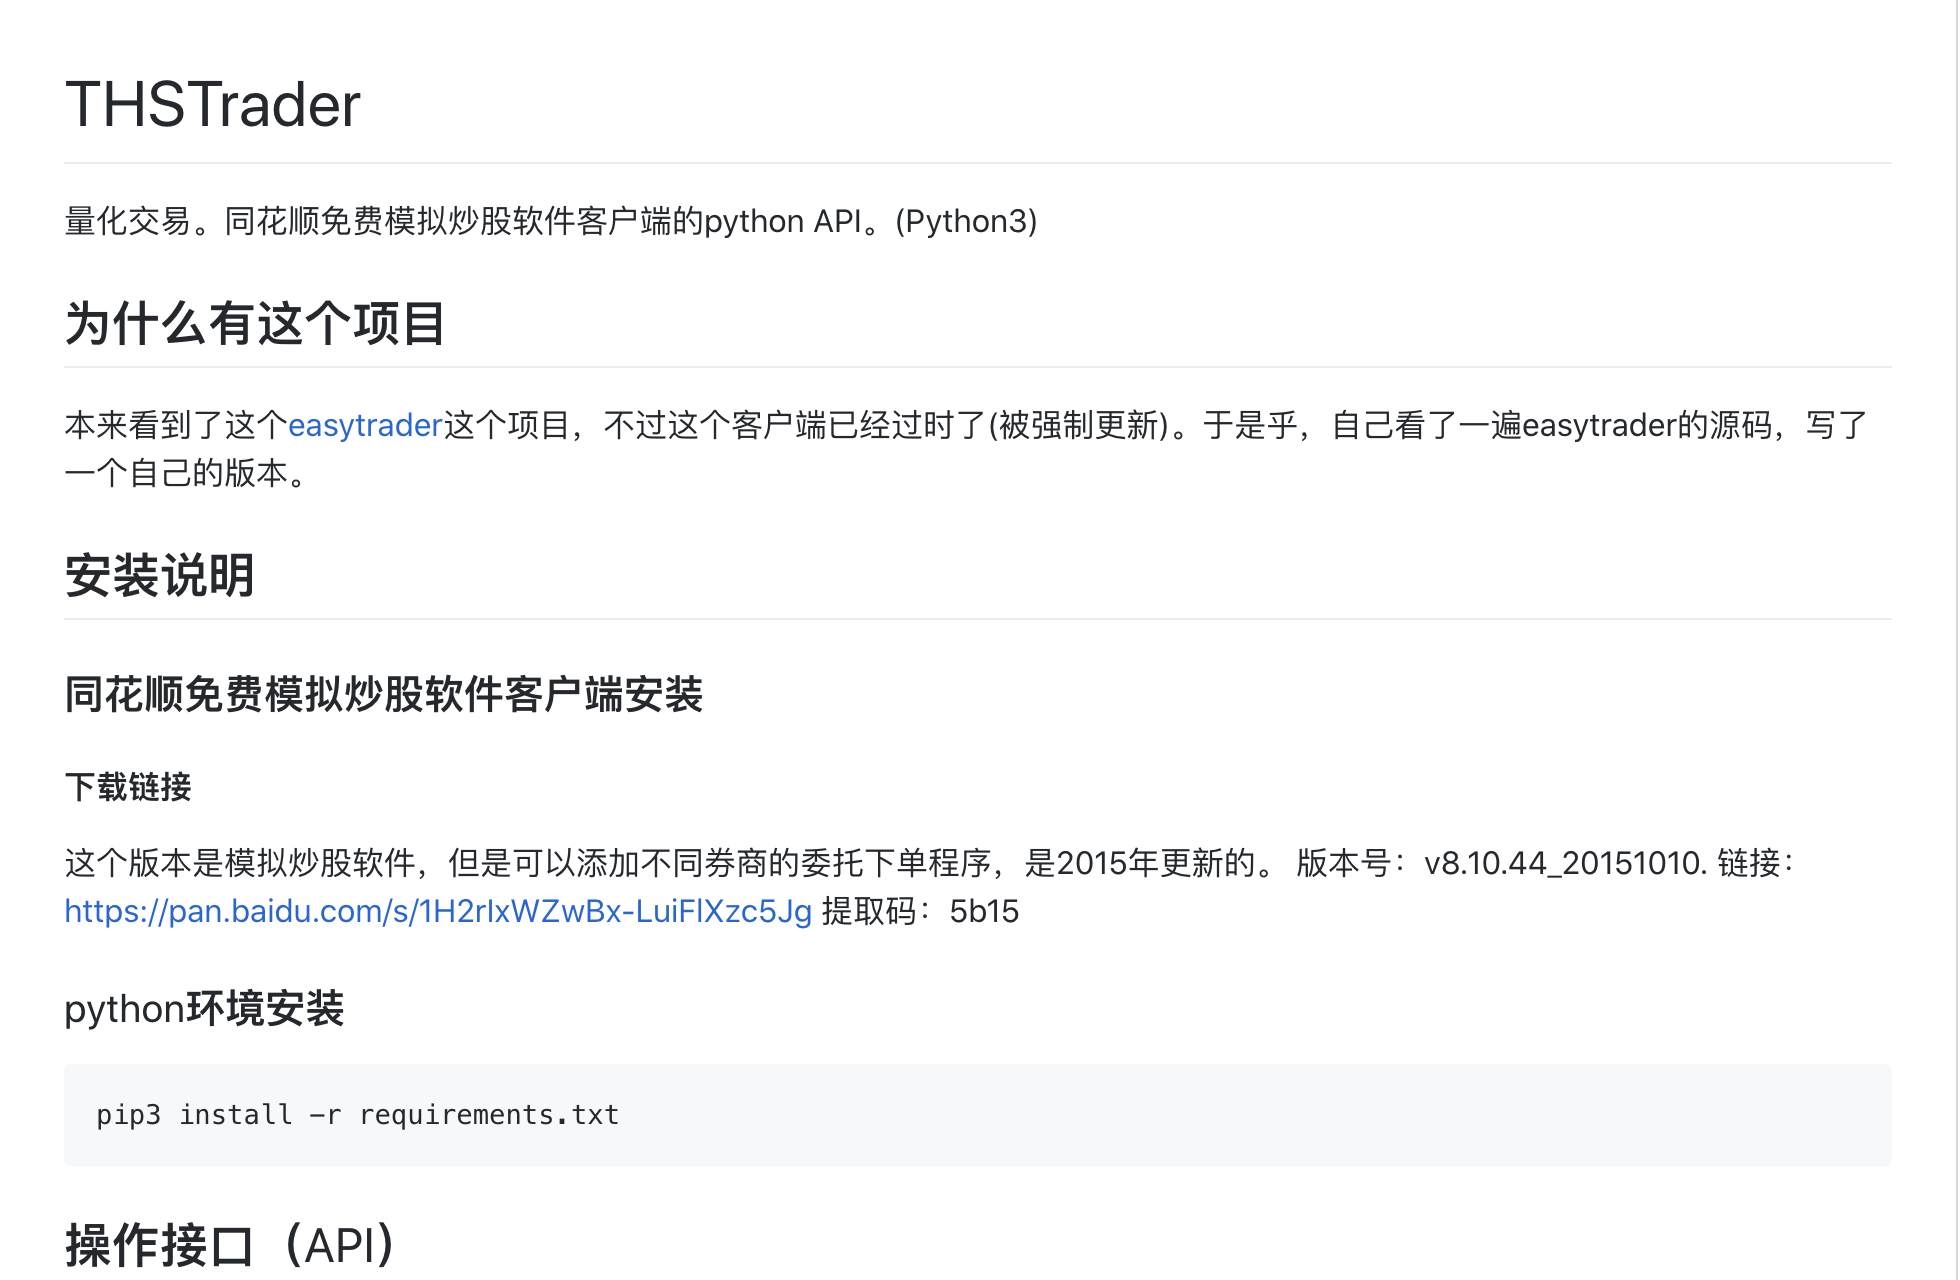 THSTrader
量化交易。同花顺免费模拟炒股软件客户端的python API。(Python3)
为什么有这个项目
本来看到了这个easytrader这个项目，不过这个客户端已经过时了(被强制更新)。于是乎，自己看了一遍easytrader的源码，写了
一个自己的版本。
安装说明
同花顺免费模拟炒股软件客户端安装
下载链接
这个版本是模拟炒股软件，但是可以添加不同券商的委托下单程序，是2015年更新的。 版本号：v8.10.44_20151010. 链接：
https://pan.baidu.com/s/1H2rIxWZwBx-LuiFlXzc5Jg 提取码：5b15
python环境安装
pip3 install -r requirements.txt
操作接口（API）